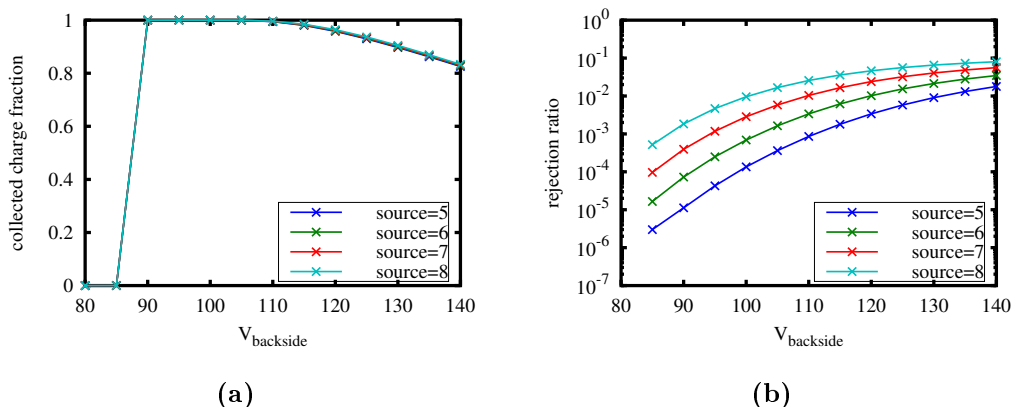 1
0.8
0.6
0.4
0.2
0
80 90 100 110 120 130 140
collected charge fraction
V_backside
source=5
source=6
source=7
source=8
(a)
10^0
10^-1
10^-2
10^-3
10^-4
10^-5
10^-6
10^-7
80 90 100 110 120 130 140
rejection ratio
V_backside
source=5
source=6
source=7
source=8
(b)